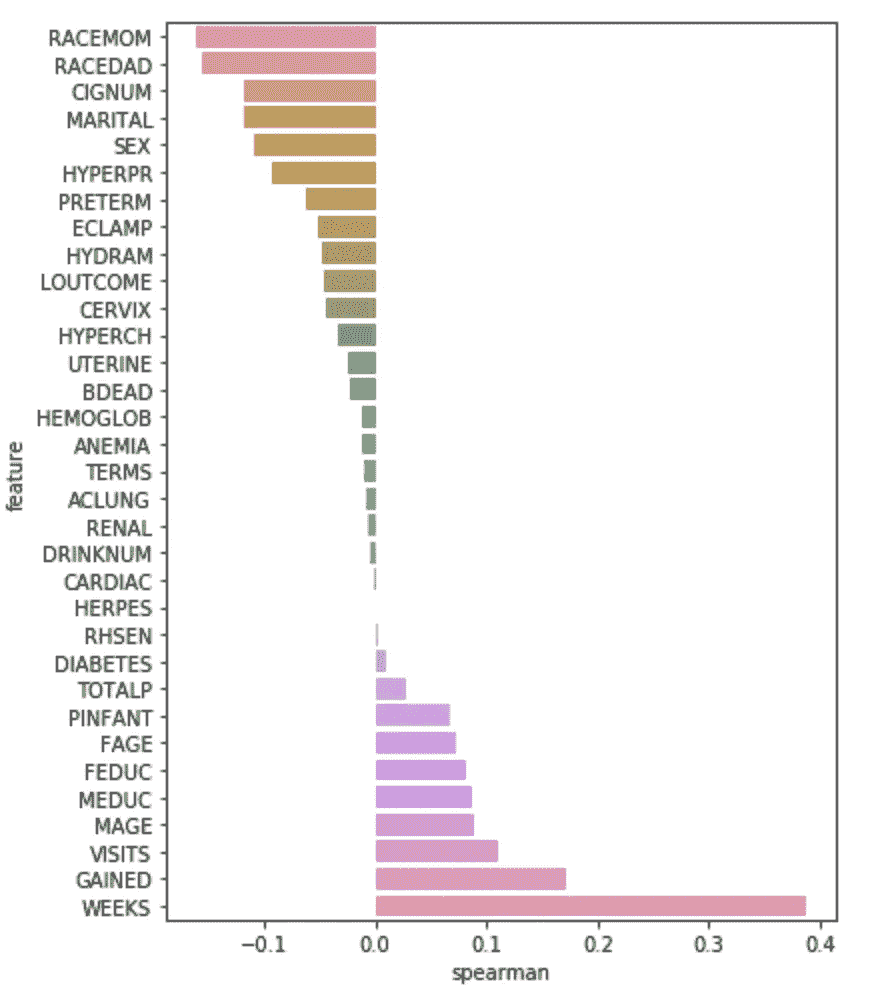 RACEMOM
RACEDAD
CIGNUM
MARITAL
SEX
HYPERPR
PRETERM
ECLAMP
HYDRAM
LOUTCOME
CERVIX
HYPERCH
UTERINE
BDEAD
HEMOGLOB
ANEMIA
TERMS
ACLUNG
RENAL
DRINKNUM
CARDIAC
HERPES
RHSEN
DIABETES
TOTALP
PINFANT
FAGE
FEDUC
MEDUC
MAGE
VISITS
GAINED
WEEKS
feature
−0.1 0.0 0.1 0.2 0.3 0.4
spearman